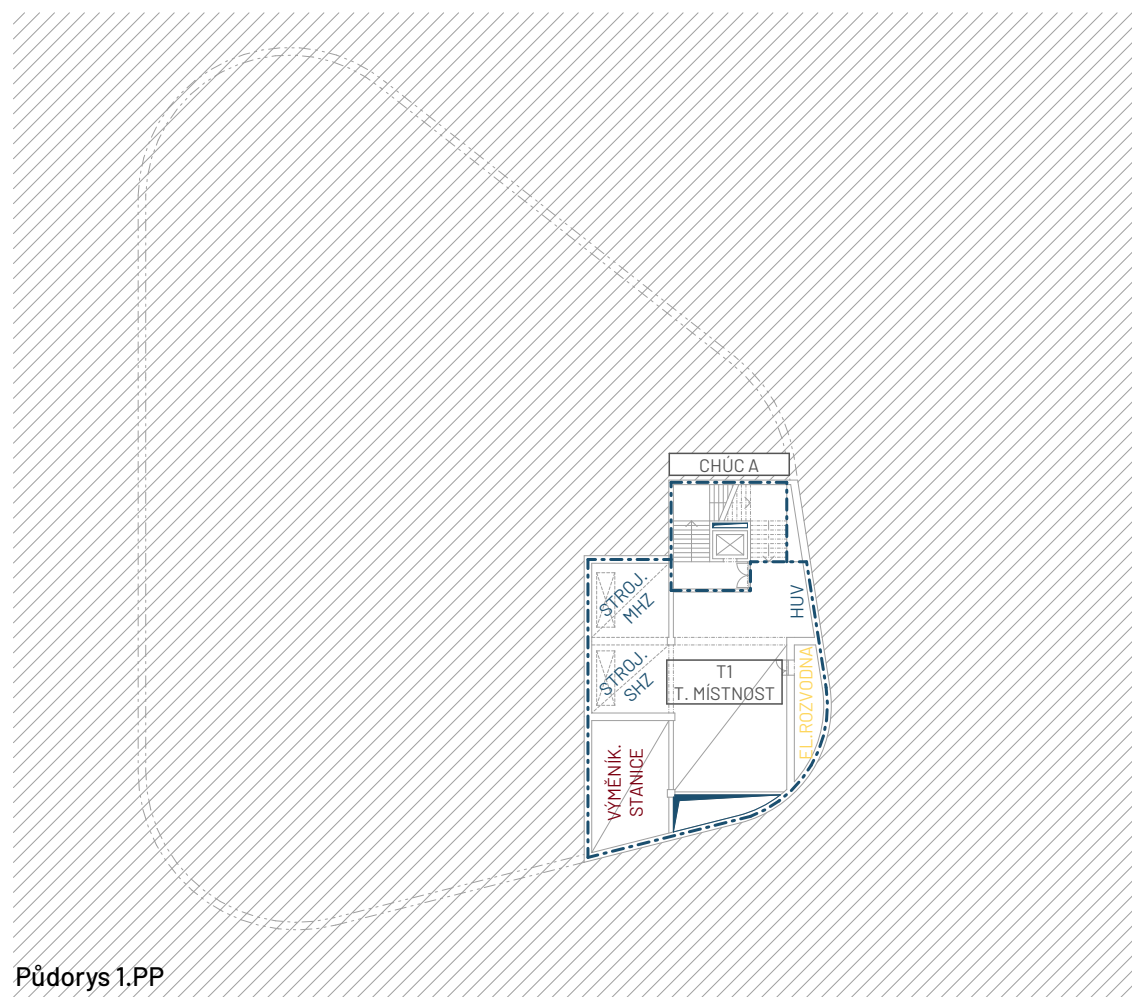 CHÚC A
STROJ.
MHZ
HUV
STROJ.
SHZ
T1
T. MÍSTNOST
EL.ROZVODNA
VÝMĚNÍK.
STANICE
Půdorys 1.PP